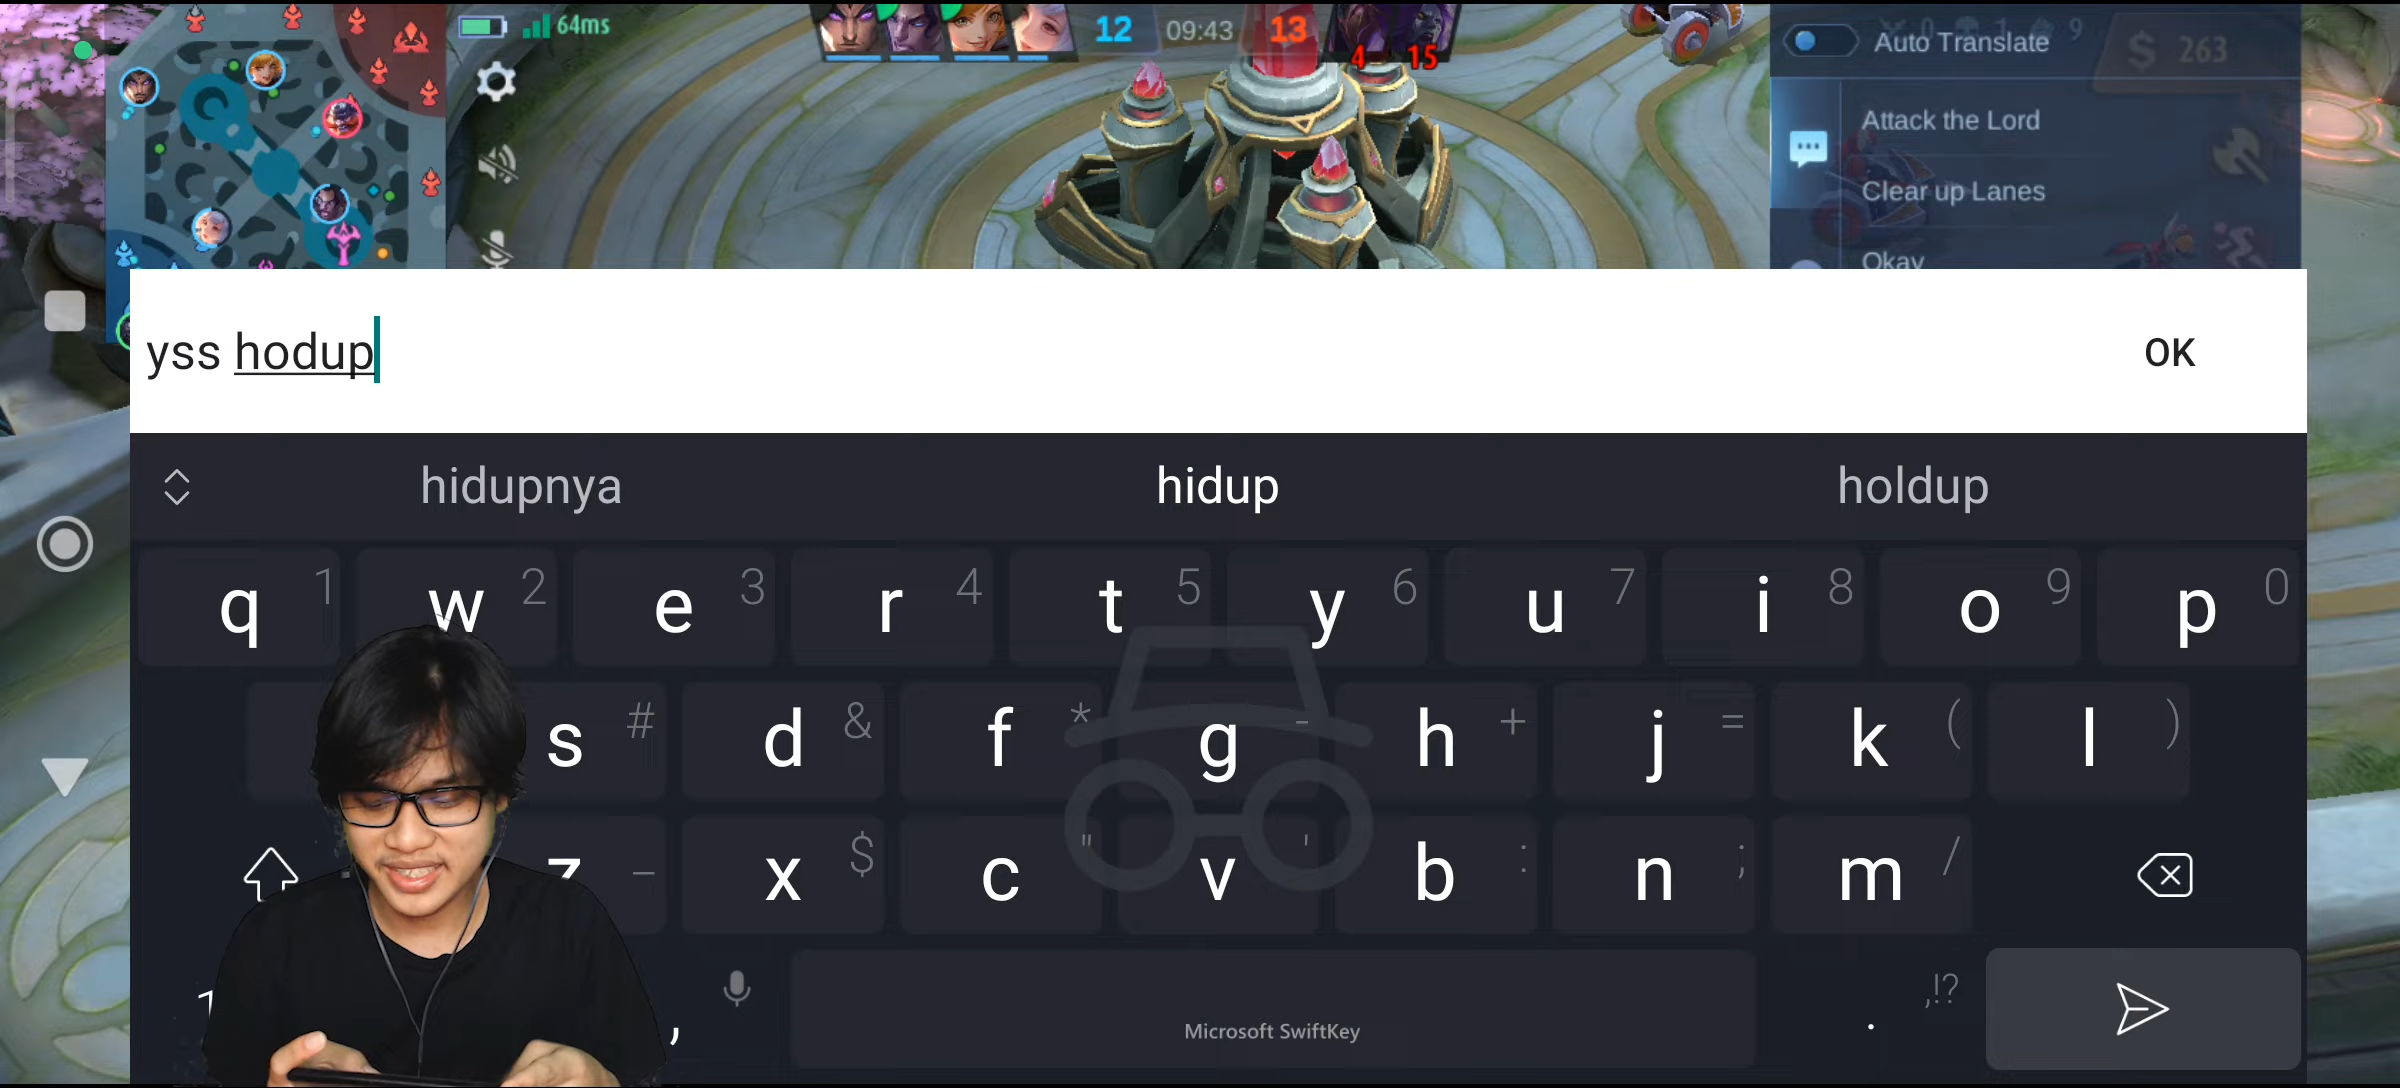 64ms
12 09:43 13
4 15
Auto Translate
9
$ 263
Attack the Lord
Clear up Lanes
Okay
yss hodup
OK
hidupnya hidup holdup
q 1 w 2 e 3 r 4 t 5 y 6 u 7 i 8 o 9 p 0
s # d & f * g - h + j = k ( l )
z _ x $ c " v ' b : n ; m /
, Microsoft SwiftKey . ,!?